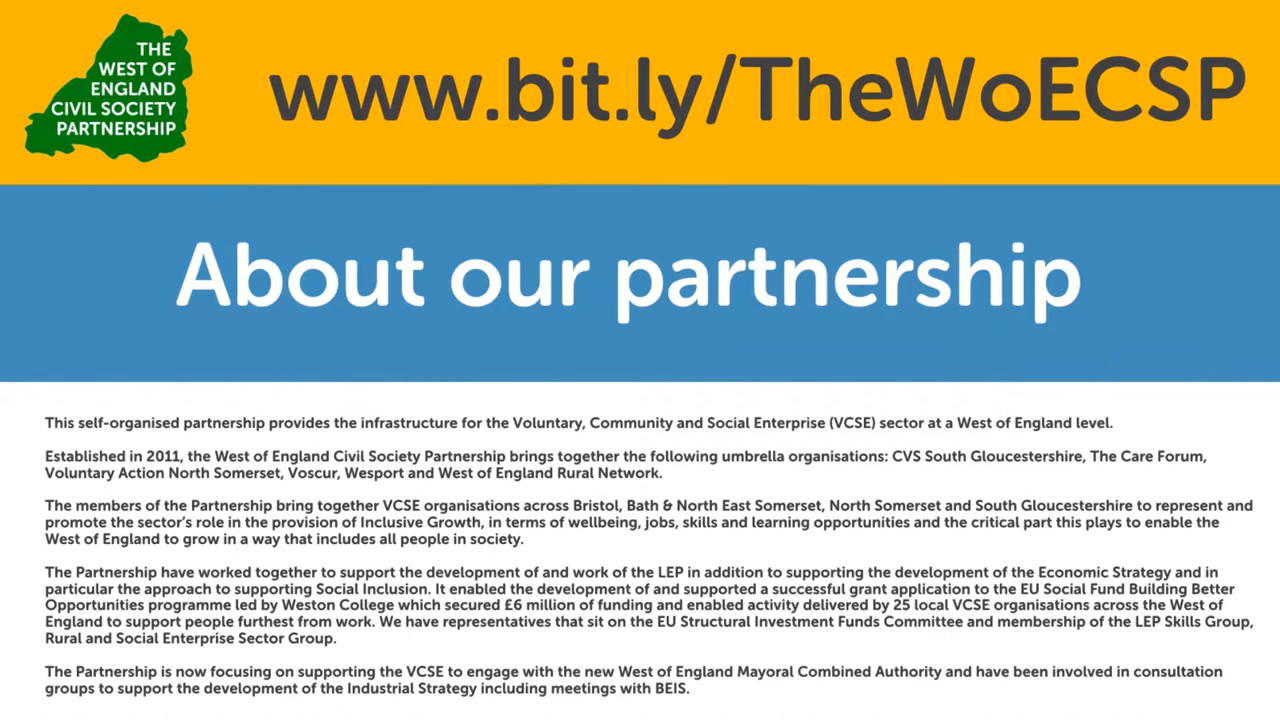 THE
WEST OF
ENGLAND
CIVIL SOCIETY
PARTNERSHIP
www.bit.ly/TheWoECSP
About our partnership
This self-organised partnership provides the infrastructure for the Voluntary, Community and Social Enterprise (VCSE) sector at a West of England level.
Established in 2011, the West of England Civil Society Partnership brings together the following umbrella organisations: CVS South Gloucestershire, The Care Forum,
Voluntary Action North Somerset, Voscur, Wesport and West of England Rural Network.
The members of the Partnership bring together VCSE organisations across Bristol, Bath & North East Somerset, North Somerset and South Gloucestershire to represent and
promote the sector's role in the provision of Inclusive Growth, in terms of wellbeing, jobs, skills and learning opportunities and the critical part this plays to enable the
West of England to grow in a way that includes all people in society.
The Partnership have worked together to support the development of and work of the LEP in addition to supporting the development of the Economic Strategy and in
particular the approach to supporting Social Inclusion. It enabled the development of and supported a successful grant application to the EU Social Fund Building Better
Opportunities programme led by Weston College which secured £6 million of funding and enabled activity delivered by 25 local VCSE organisations across the West of
England to support people furthest from work. We have representatives that sit on the EU Structural Investment Funds Committee and membership of the LEP Skills Group,
Rural and Social Enterprise Sector Group.
The Partnership is now focusing on supporting the VCSE to engage with the new West of England Mayoral Combined Authority and have been involved in consultation
groups to support the development of the Industrial Strategy including meetings with BEIS.